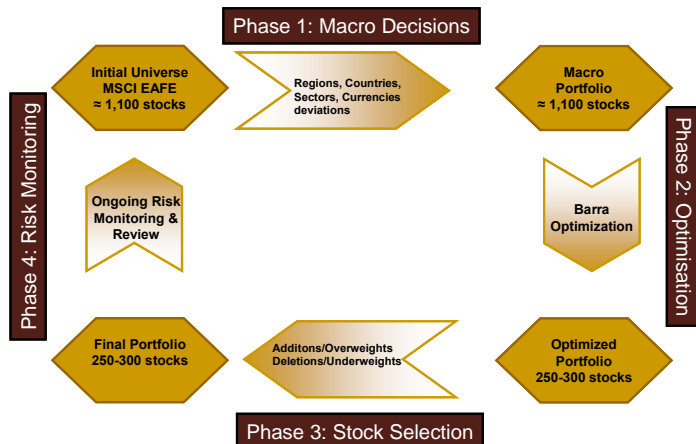 Phase 1: Macro Decisions
Initial Universe
MSCI EAFE
≈ 1,100 stocks
Regions, Countries,
Sectors, Currencies
deviations
Macro
Portfolio
≈ 1,100 stocks
Phase 2: Optimisation
Barra
Optimization
Optimized
Portfolio
250-300 stocks
Phase 3: Stock Selection
Additons/Overweights
Deletions/Underweights
Final Portfolio
250-300 stocks
Phase 4: Risk Monitoring
Ongoing Risk
Monitoring &
Review